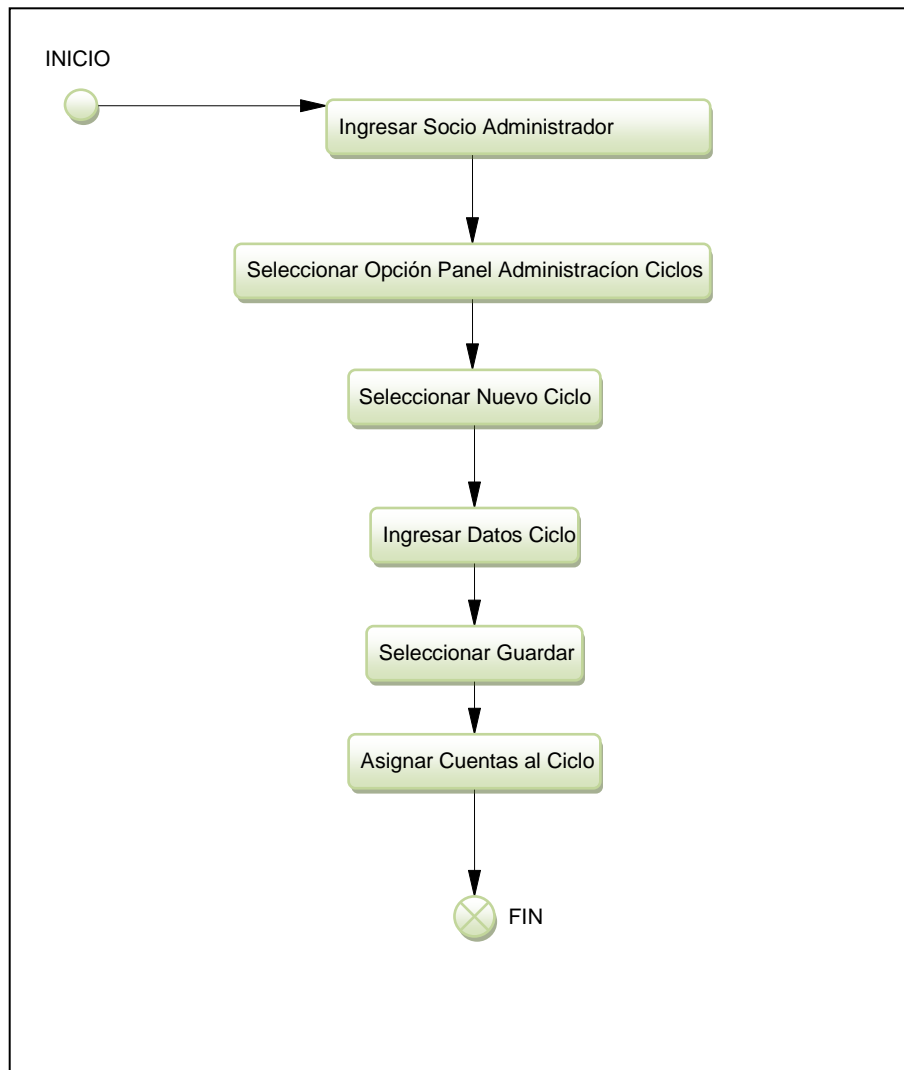 INICIO
Ingresar Socio Administrador
Seleccionar Opción Panel Administracíon Ciclos
Seleccionar Nuevo Ciclo
Ingresar Datos Ciclo
Seleccionar Guardar
Asignar Cuentas al Ciclo
FIN